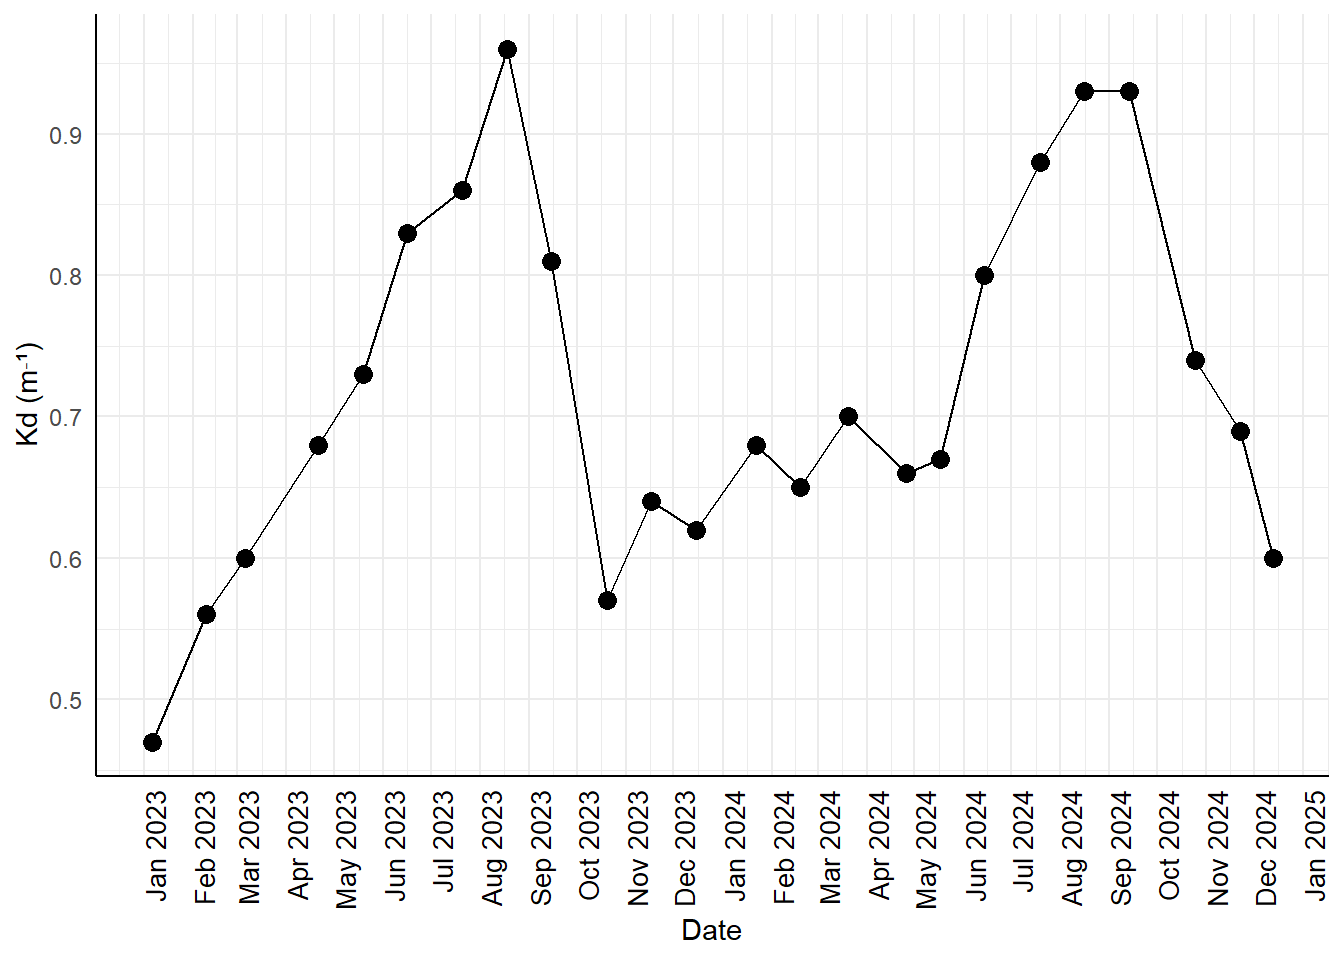 Kd (m⁻¹)
0.9
0.8
0.7
0.6
0.5
Jan 2023
Feb 2023
Mar 2023
Apr 2023
May 2023
Jun 2023
Jul 2023
Aug 2023
Sep 2023
Oct 2023
Nov 2023
Dec 2023
Jan 2024
Feb 2024
Mar 2024
Apr 2024
May 2024
Jun 2024
Jul 2024
Aug 2024
Sep 2024
Oct 2024
Nov 2024
Dec 2024
Jan 2025
Date